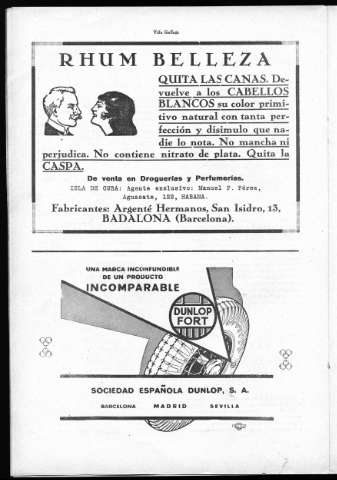 Vida Gallega
RHUM BELLEZA
QUITA LAS CANAS. De-
vuelve a los CABELLOS
BLANCOS su color primi-
tivo natural con tanta per-
fección y disimulo que na-
die lo nota. No mancha ni
perjudica. No contiene nitrato de plata. Quita la
CASPA.
De venta en Droguerías y Perfumerías.
ISLA DE CUBA: Agente exclusivo: Manuel F. Pérez,
Aguacate, 122, HABANA.
Fabricantes: Argenté Hermanos, San Isidro, 13,
BADALONA (Barcelona).
UNA MARCA INCONFUNDIBLE
DE UN PRODUCTO
INCOMPARABLE
DUNLOP
FORT
SOCIEDAD ESPAÑOLA DUNLOP, S. A.
BARCELONA MADRID SEVILLA